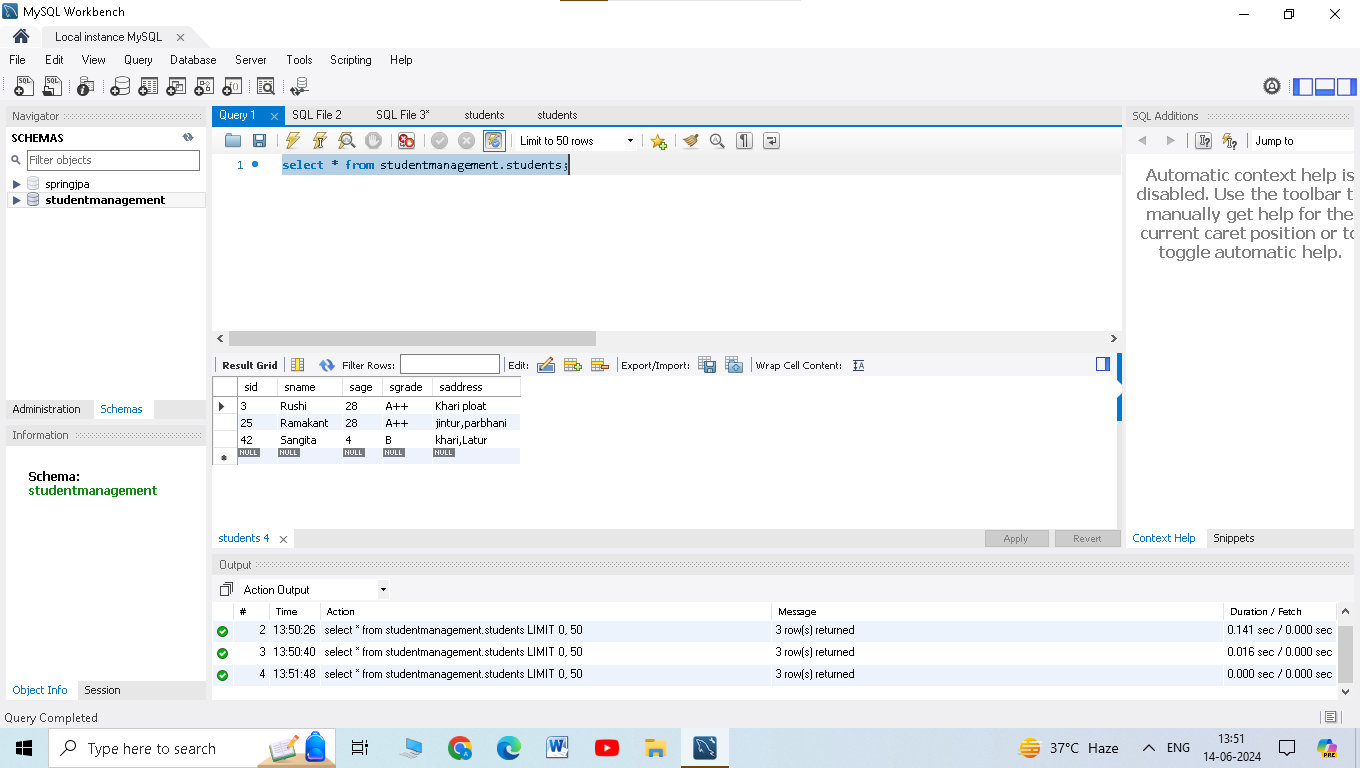 MySQL Workbench
Local instance MySQL
File Edit View Query Database Server Tools Scripting Help
Navigator
SCHEMAS
Filter objects
springjpa
studentmanagement
Administration Schemas
Information
Schema:
studentmanagement
Object Info Session
Query 1 SQL File 2 SQL File 3* students students
Limit to 50 rows
1 select * from studentmanagement.students;
SQL Additions
Jump to
Automatic context help is
disabled. Use the toolbar t
manually get help for the
current caret position or to
toggle automatic help.
Result Grid Filter Rows: Edit: Export/Import: Wrap Cell Content:
sid sname sage sgrade saddress
3 Rushi 28 A++ Khari ploat
25 Ramakant 28 A++ jintur,parbhani
42 Sangita 4 B khari,Latur
NULL NULL NULL NULL NULL
students 4 Apply Revert
Context Help Snippets
Output
Action Output
# Time Action Message Duration / Fetch
2 13:50:26 select * from studentmanagement.students LIMIT 0, 50 3 row(s) returned 0.141 sec / 0.000 sec
3 13:50:40 select * from studentmanagement.students LIMIT 0, 50 3 row(s) returned 0.016 sec / 0.000 sec
4 13:51:48 select * from studentmanagement.students LIMIT 0, 50 3 row(s) returned 0.000 sec / 0.000 sec
Query Completed
Type here to search
37°C Haze
ENG
13:51
14-06-2024
PRE